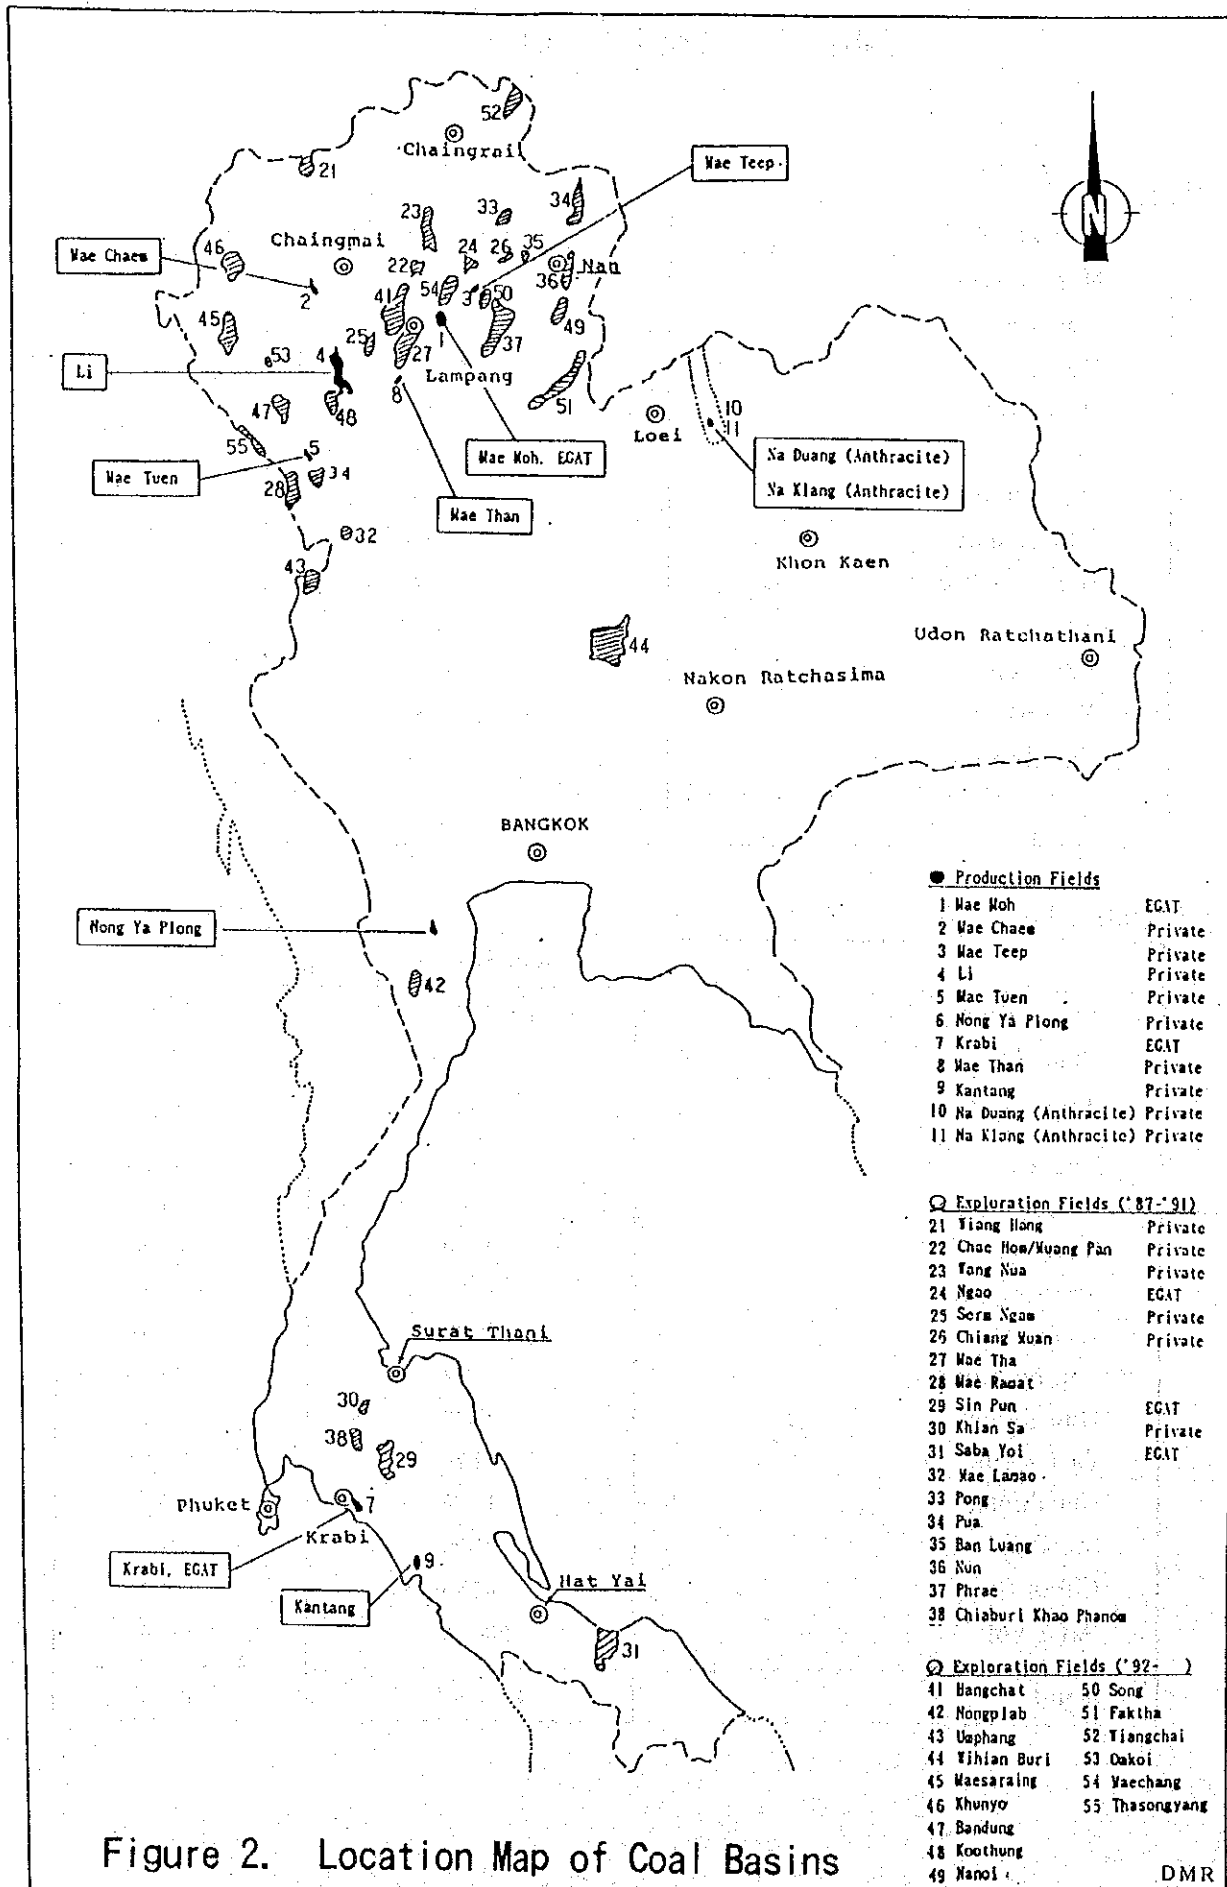 52
Chaingrai
21
Mae Teep
34
23
33
46
Chaingmai
24
26
35
Nan
22
36
Mae Chaem
2
54
3
50
41
49
45
1
37
25
27
53
4
Li
Lampang
8
51
47
48
10
Loei
11
55
5
Mae Moh, EGAT
Na Duang (Anthracite)
Mae Tuen
34
Na Klang (Anthracite)
28
Mae Than
32
Khon Kaen
43
44
Udon Ratchathani
Nakon Ratchasima
N
BANGKOK
Nong Ya Plong
42
Surat Thani
30
38
29
Phuket
7
Krabi
Krabi, EGAT
9
Kantang
Hat Yai
31
Production Fields
1 Mae Moh EGAT
2 Mae Chaem Private
3 Mae Teep Private
4 Li Private
5 Mae Tuen Private
6 Nong Ya Plong Private
7 Krabi EGAT
8 Mae Than Private
9 Kantang Private
10 Na Duang (Anthracite) Private
11 Na Klang (Anthracite) Private
Exploration Fields ('87-'91)
21 Wiang Hang Private
22 Chae Hom/Muang Pan Private
23 Wang Nua Private
24 Ngao EGAT
25 Serm Ngam Private
26 Chiang Muan Private
27 Mae Tha
28 Mae Ramat
29 Sin Pun EGAT
30 Khian Sa Private
31 Saba Yoi EGAT
32 Mae Lamao
33 Pong
34 Pua
35 Ban Luang
36 Nun
37 Phrae
38 Chiaburi Khao Phanom
Exploration Fields ('92- )
41 Hangchat 50 Song
42 Nongplab 51 Faktha
43 Umphang 52 Wiangchai
44 Wihian Buri 53 Omkoi
45 Maesaraing 54 Maechang
46 Khunyo 55 Thasongyang
47 Bandung
48 Koothung
49 Nanoi
Figure 2. Location Map of Coal Basins
DMR